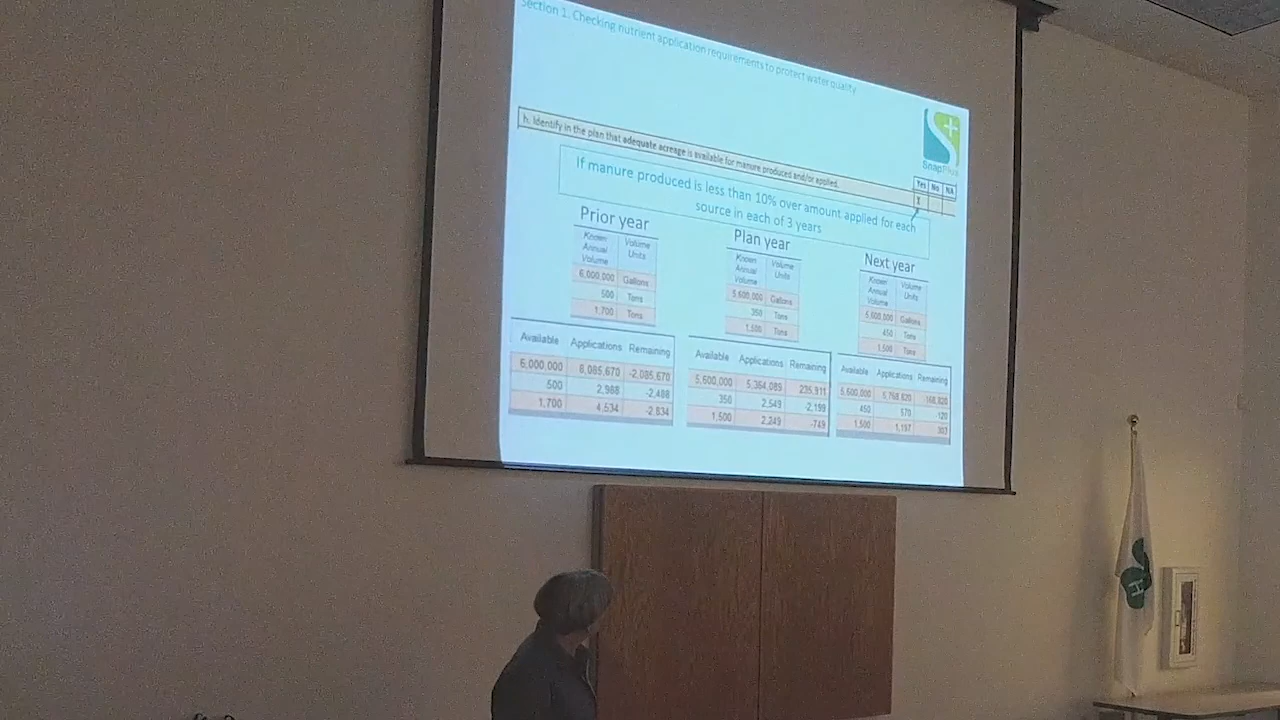 Section 1. Checking nutrient application requirements to protect water quality
SnapPlus
h. Identify in the plan that adequate acreage is available for manure produced and/or applied.
Yes No NA
X
If manure produced is less than 10% over amount applied for each
source in each of 3 years
Prior year
Known Annual Volume Volume Units
6,000,000 Gallons
500 Tons
1,700 Tons
Available Applications Remaining
6,000,000 8,085,670 -2,085,670
500 2,988 -2,488
1,700 4,534 -2,834
Plan year
Known Annual Volume Volume Units
5,600,000 Gallons
350 Tons
1,500 Tons
Available Applications Remaining
5,600,000 5,364,089 235,911
350 2,549 -2,199
1,500 2,249 -749
Next year
Known Annual Volume Volume Units
5,600,000 Gallons
450 Tons
1,500 Tons
Available Applications Remaining
5,600,000 5,768,820
450 570 120
1,500 1,197 303
H